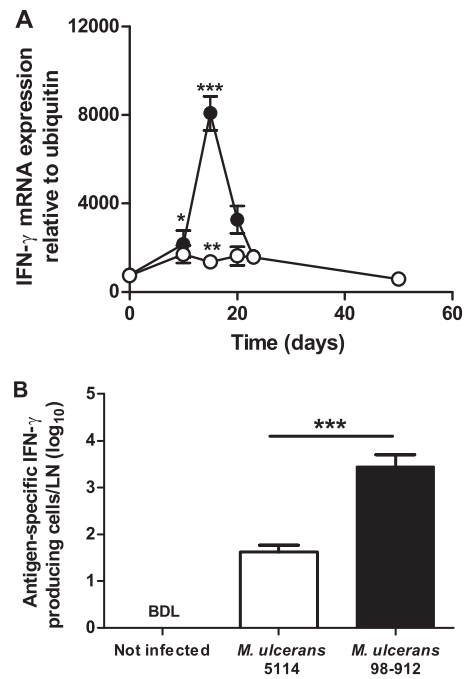 A
IFN-γ mRNA expression
relative to ubiquitin
12000
8000
4000
0
***
*
**
0
20
40
60
Time (days)
B
Antigen-specific IFN-γ
producing cells/LN (log10)
5
4
3
2
1
0
***
BDL
Not infected
M. ulcerans
5114
M. ulcerans
98-912